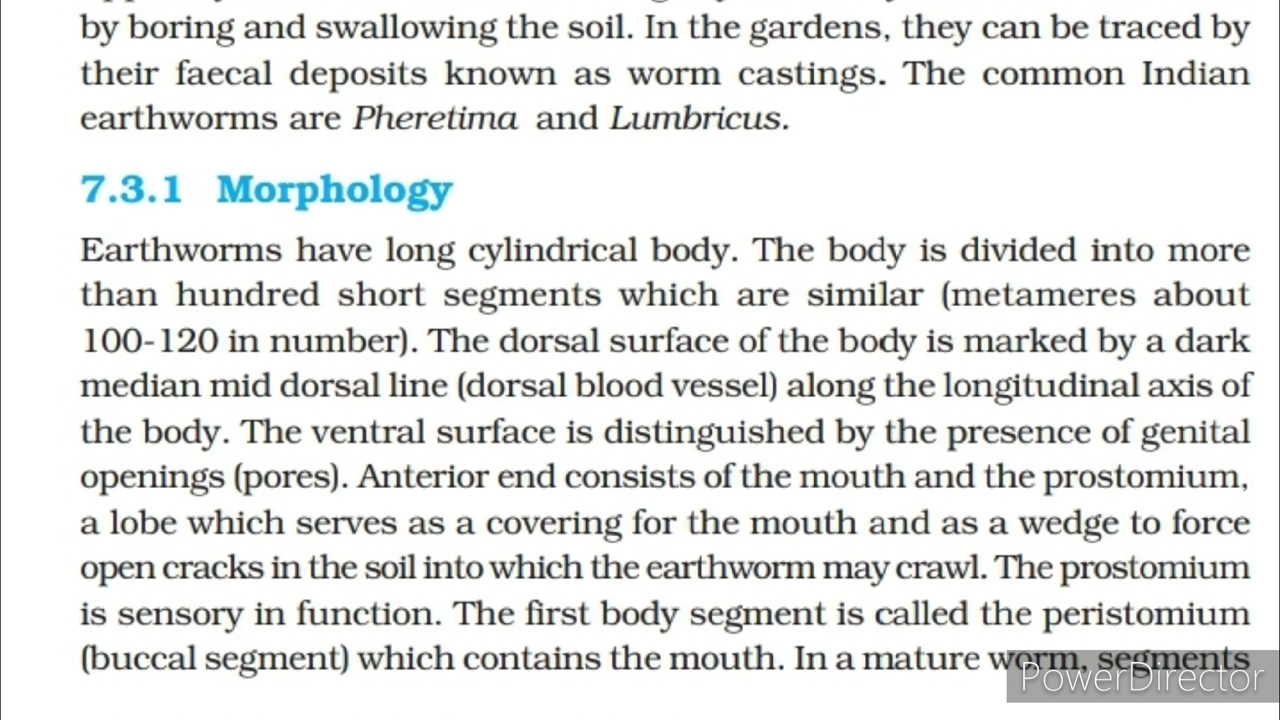 by boring and swallowing the soil. In the gardens, they can be traced by
their faecal deposits known as worm castings. The common Indian
earthworms are Pheretima and Lumbricus.
7.3.1 Morphology
Earthworms have long cylindrical body. The body is divided into more
than hundred short segments which are similar (metameres about
100-120 in number). The dorsal surface of the body is marked by a dark
median mid dorsal line (dorsal blood vessel) along the longitudinal axis of
the body. The ventral surface is distinguished by the presence of genital
openings (pores). Anterior end consists of the mouth and the prostomium,
a lobe which serves as a covering for the mouth and as a wedge to force
open cracks in the soil into which the earthworm may crawl. The prostomium
is sensory in function. The first body segment is called the peristomium
(buccal segment) which contains the mouth. In a mature worm, segments
PowerDirector